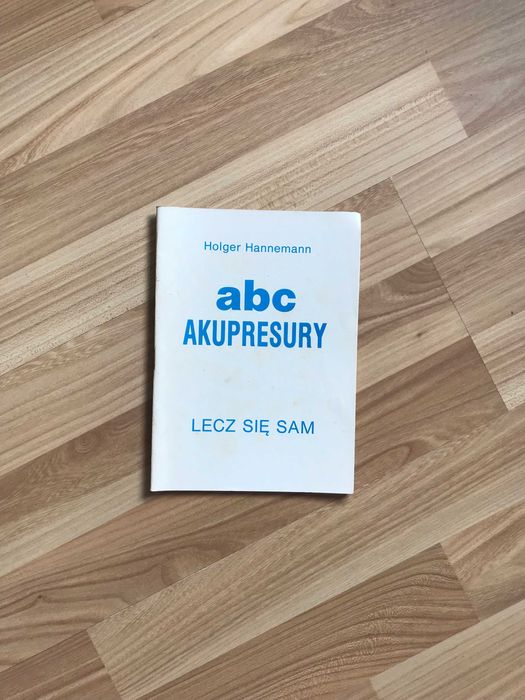 Holger Hannemann
abc
AKUPRESURY
LECZ SIĘ SAM